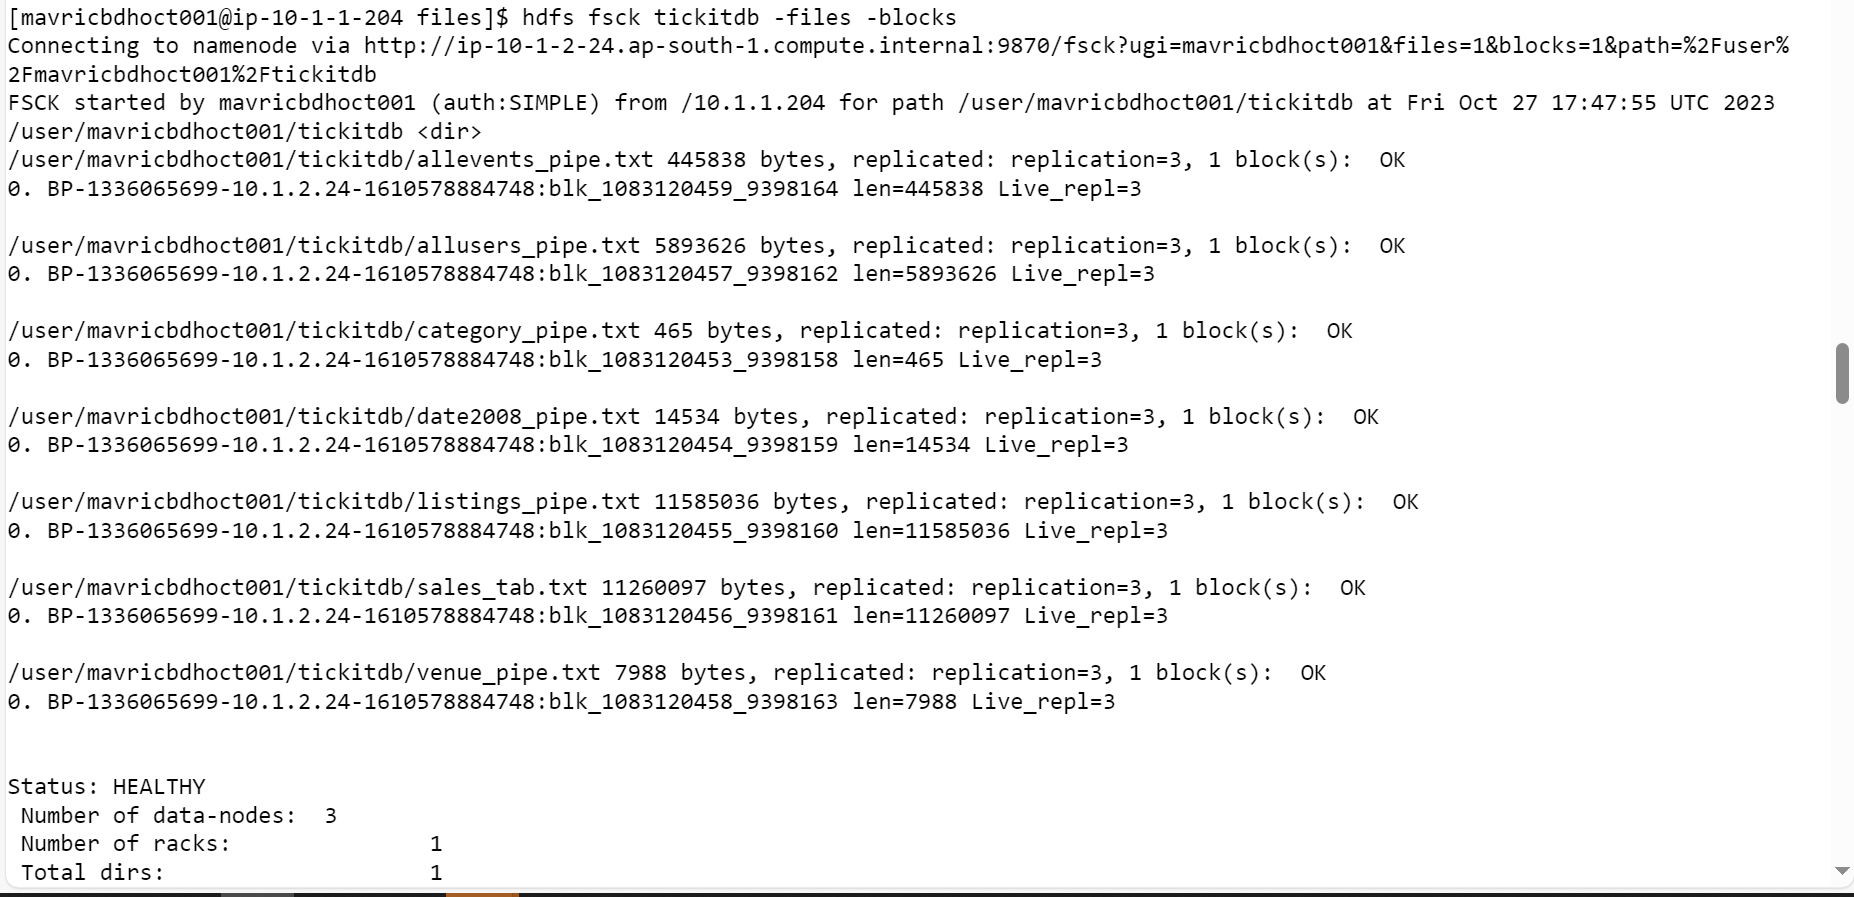 [mavricbdhoct001@ip-10-1-1-204 files]$ hdfs fsck tickitdb -files -blocks
Connecting to namenode via http://ip-10-1-2-24.ap-south-1.compute.internal:9870/fsck?ugi=mavricbdhoct001&files=1&blocks=1&path=%2Fuser%
2Fmavricbdhoct001%2Ftickitdb
FSCK started by mavricbdhoct001 (auth:SIMPLE) from /10.1.1.204 for path /user/mavricbdhoct001/tickitdb at Fri Oct 27 17:47:55 UTC 2023
/user/mavricbdhoct001/tickitdb <dir>
/user/mavricbdhoct001/tickitdb/allevents_pipe.txt 445838 bytes, replicated: replication=3, 1 block(s):  OK
0. BP-1336065699-10.1.2.24-1610578884748:blk_1083120459_9398164 len=445838 Live_repl=3

/user/mavricbdhoct001/tickitdb/allusers_pipe.txt 5893626 bytes, replicated: replication=3, 1 block(s):  OK
0. BP-1336065699-10.1.2.24-1610578884748:blk_1083120457_9398162 len=5893626 Live_repl=3

/user/mavricbdhoct001/tickitdb/category_pipe.txt 465 bytes, replicated: replication=3, 1 block(s):  OK
0. BP-1336065699-10.1.2.24-1610578884748:blk_1083120453_9398158 len=465 Live_repl=3

/user/mavricbdhoct001/tickitdb/date2008_pipe.txt 14534 bytes, replicated: replication=3, 1 block(s):  OK
0. BP-1336065699-10.1.2.24-1610578884748:blk_1083120454_9398159 len=14534 Live_repl=3

/user/mavricbdhoct001/tickitdb/listings_pipe.txt 11585036 bytes, replicated: replication=3, 1 block(s):  OK
0. BP-1336065699-10.1.2.24-1610578884748:blk_1083120455_9398160 len=11585036 Live_repl=3

/user/mavricbdhoct001/tickitdb/sales_tab.txt 11260097 bytes, replicated: replication=3, 1 block(s):  OK
0. BP-1336065699-10.1.2.24-1610578884748:blk_1083120456_9398161 len=11260097 Live_repl=3

/user/mavricbdhoct001/tickitdb/venue_pipe.txt 7988 bytes, replicated: replication=3, 1 block(s):  OK
0. BP-1336065699-10.1.2.24-1610578884748:blk_1083120458_9398163 len=7988 Live_repl=3


Status: HEALTHY
 Number of data-nodes:  3
 Number of racks:               1
 Total dirs:                    1